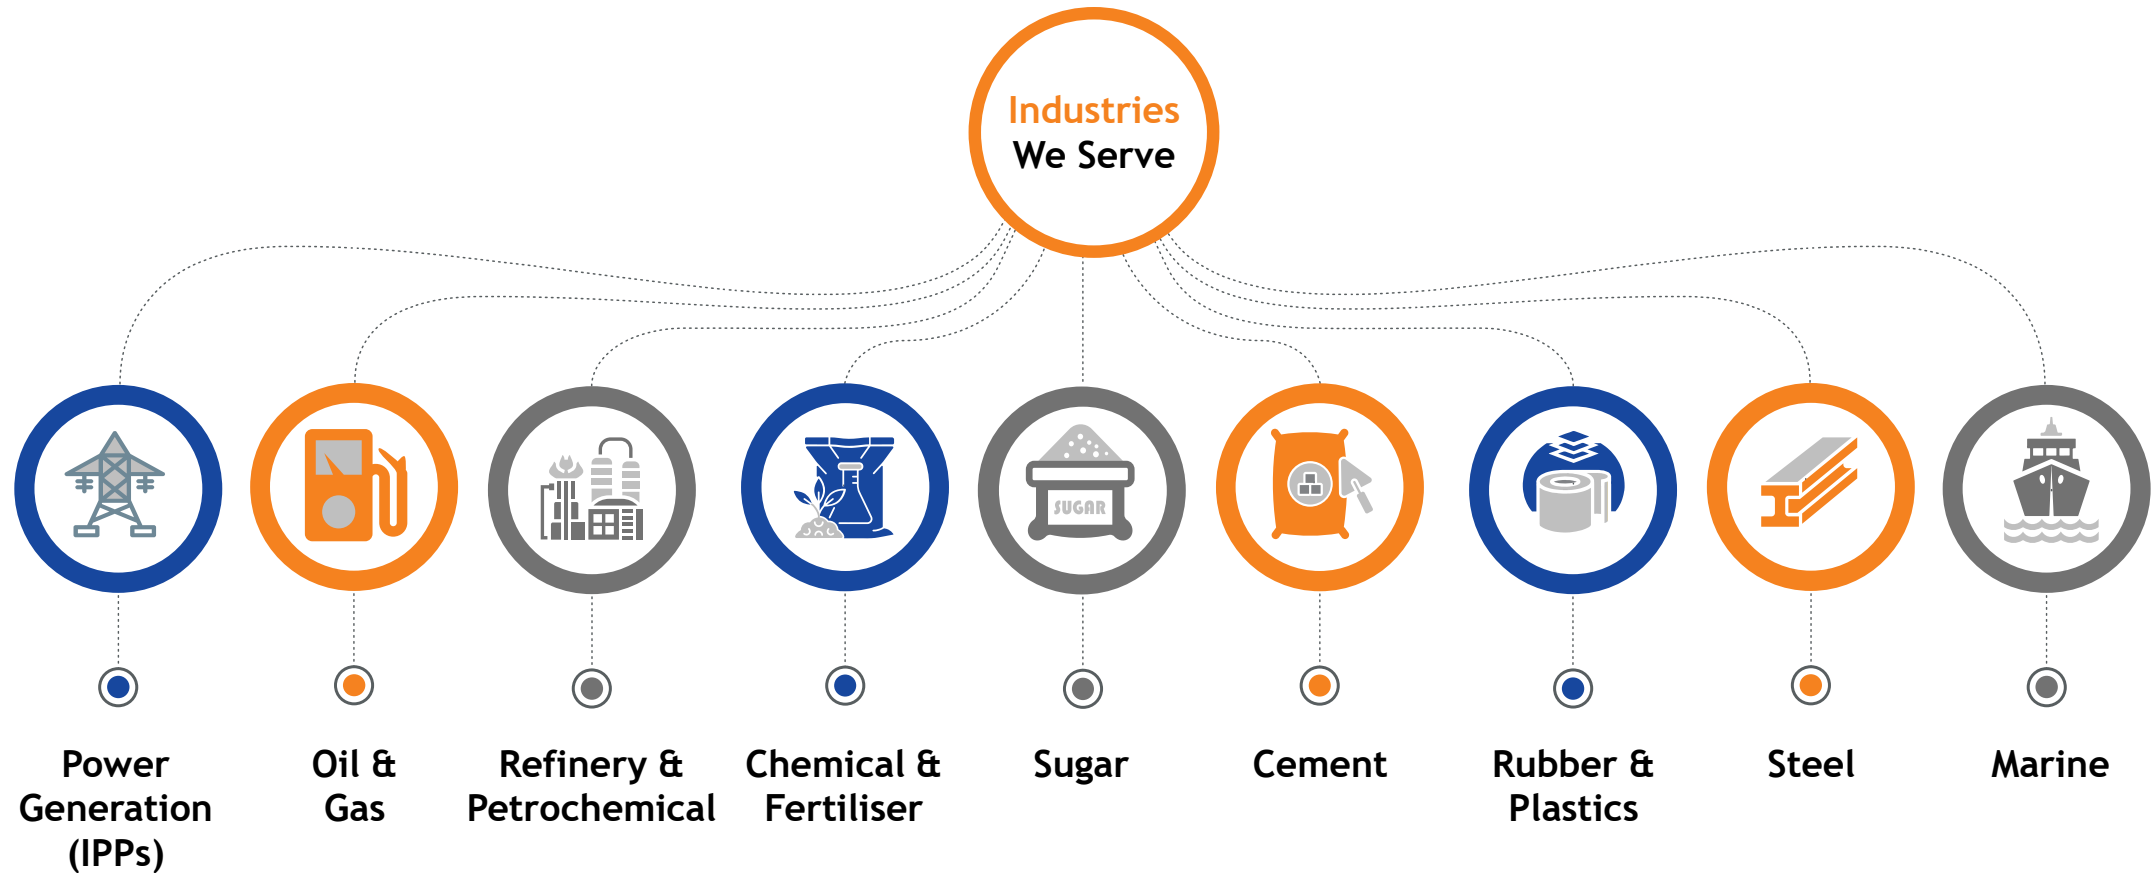 Industries
We Serve
SUGAR
Power
Generation
(IPPs)
Oil &
Gas
Refinery &
Petrochemical
Chemical &
Fertiliser
Sugar
Cement
Rubber &
Plastics
Steel
Marine